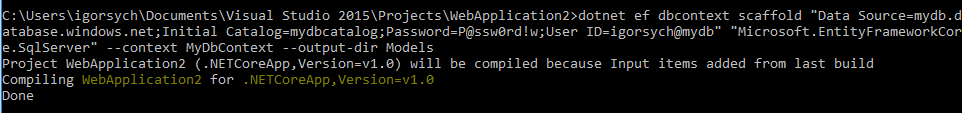 C:\Users\igorsych\Documents\Visual Studio 2015\Projects\WebApplication2>dotnet ef dbcontext scaffold "Data Source=mydb.d
atabase.windows.net;Initial Catalog=mydbcatalog;Password=P@ssw0rd!w;User ID=igorsych@mydb" "Microsoft.EntityFrameworkCor
e.SqlServer" --context MyDbContext --output-dir Models
Project WebApplication2 (.NETCoreApp,Version=v1.0) will be compiled because Input items added from last build
Compiling WebApplication2 for .NETCoreApp,Version=v1.0
Done